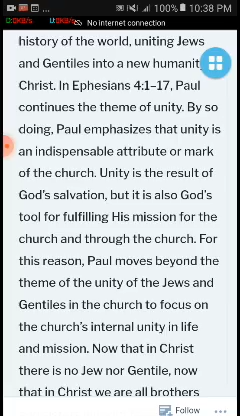 100% 10:38 PM
0:0KB/s U:0KB/s No internet connection
history of the world, uniting Jews
and Gentiles into a new humanit
Christ. In Ephesians 4:1–17, Paul
continues the theme of unity. By so
doing, Paul emphasizes that unity is
an indispensable attribute or mark
of the church. Unity is the result of
God's salvation, but it is also God's
tool for fulfilling His mission for the
church and through the church. For
this reason, Paul moves beyond the
theme of the unity of the Jews and
Gentiles in the church to focus on
the church's internal unity in life
and mission. Now that in Christ
there is no Jew nor Gentile, now
that in Christ we are all brothers
Follow